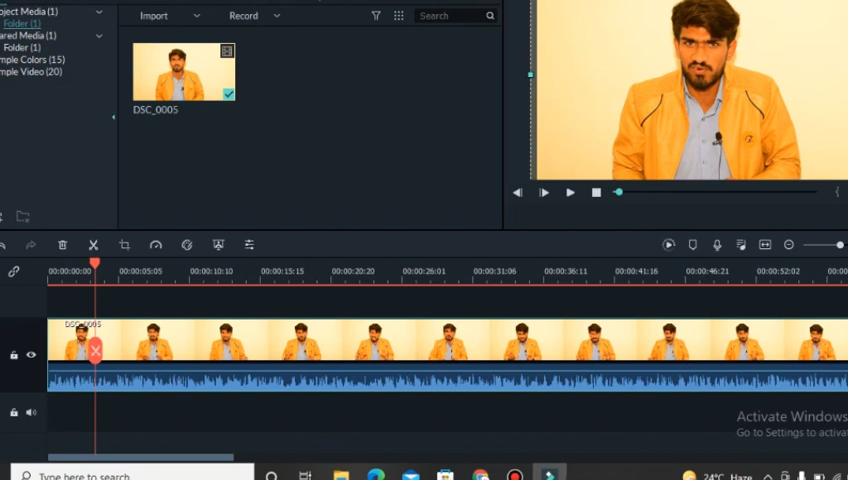 oject Media (1)
Folder (1)
ared Media (1)
Folder (1)
mple Colors (15)
mple Video (20)
Import
Record
Search
DSC_0005
00:00:00:00
00:00:05:05
00:00:10:10
00:00:15:15
00:00:20:20
00:00:26:01
00:00:31:06
00:00:36:11
00:00:41:16
00:00:46:21
00:00:52:02
00:00
DSC_0005
Activate Windows
Go to Settings to activa
Type here to search
24°C Haze